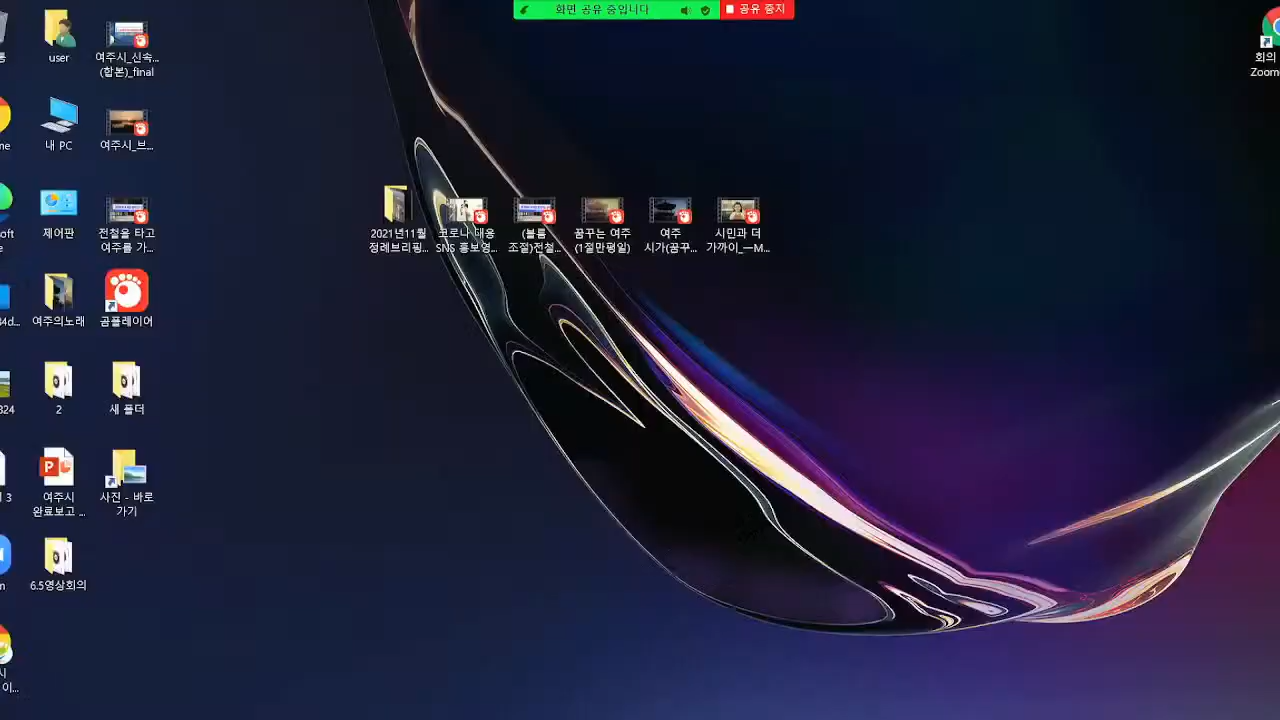 화면 공유 중입니다
공유 중지
user
여주시_신속...
(합본)_final
회의
Zoom
내 PC
여주시_브...
제어판
전철을 타고
여주를 가...
2021년11월
정례브리핑...
코로나 대응
SNS 홍보영...
(볼륨
조절)전철...
꿈꾸는 여주
(1절만평일)
여주
시가(꿈꾸...
시민과 더
가까이_—M...
여주의노래
곰플레이어
2
새 폴더
여주시
완료보고 ...
사진 - 바로
가기
6.5영상회의